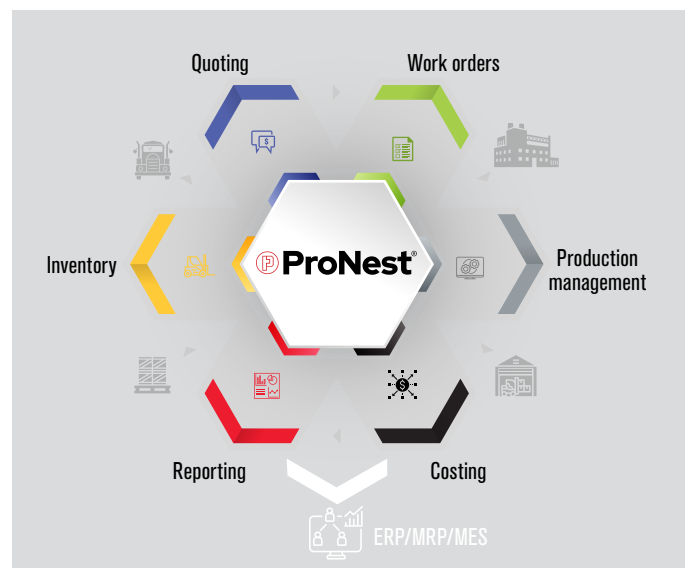 Quoting
Work orders
ProNest®
Inventory
Production
management
Reporting
Costing
ERP/MRP/MES